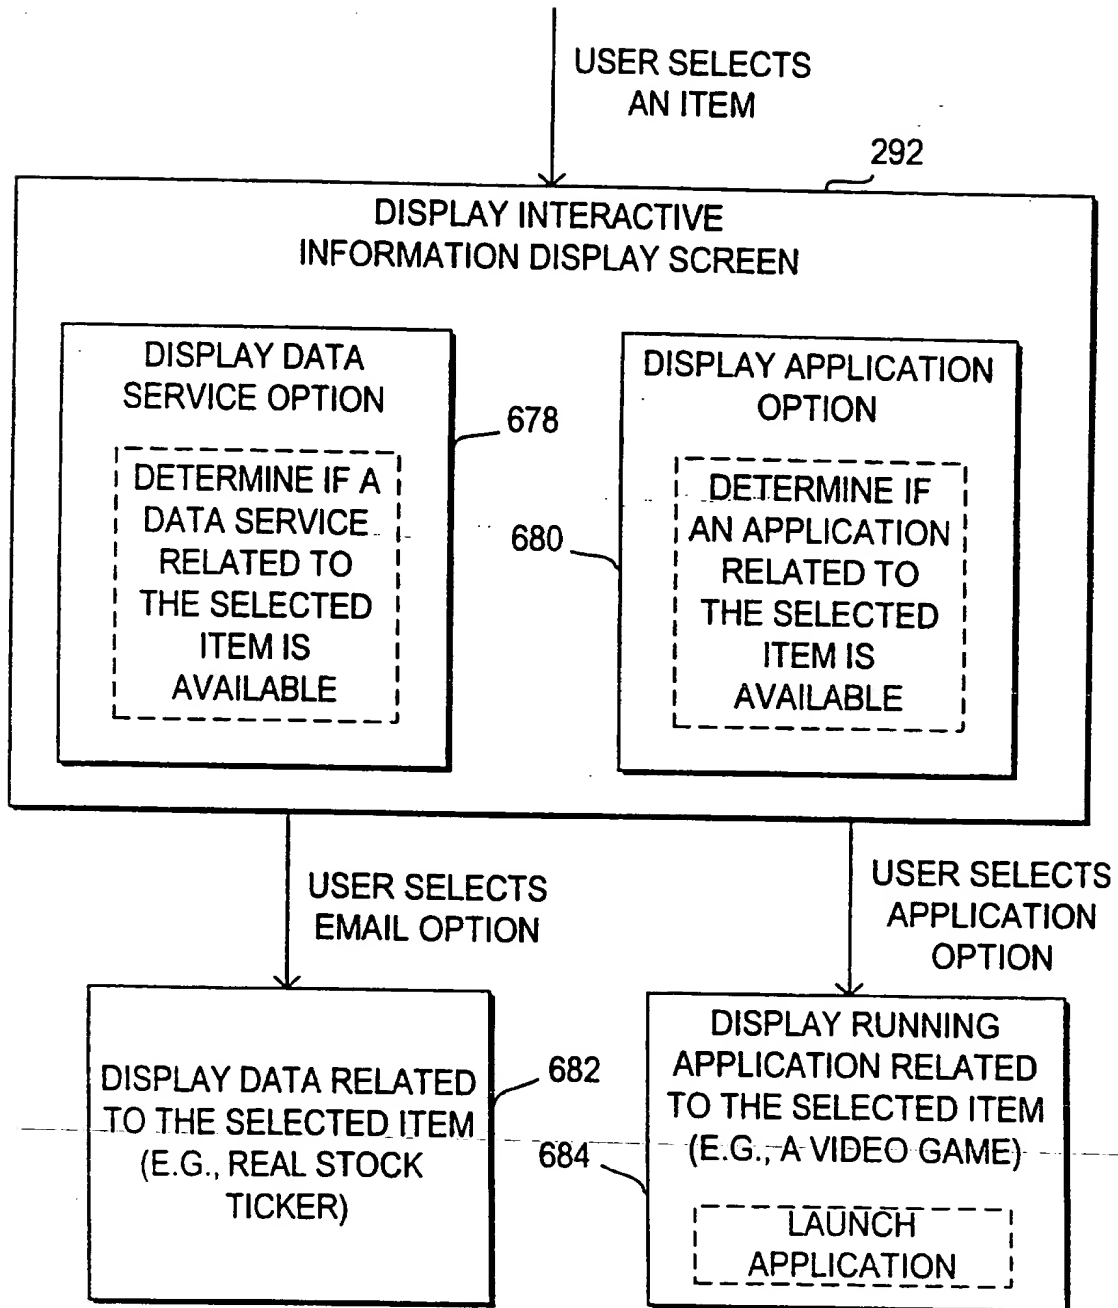 USER SELECTS
AN ITEM
292
DISPLAY INTERACTIVE
INFORMATION DISPLAY SCREEN
DISPLAY DATA
SERVICE OPTION
678
DETERMINE IF A
DATA SERVICE
RELATED TO
THE SELECTED
ITEM IS
AVAILABLE
DISPLAY APPLICATION
OPTION
680
DETERMINE IF
AN APPLICATION
RELATED TO
THE SELECTED
ITEM IS
AVAILABLE
USER SELECTS
EMAIL OPTION
USER SELECTS
APPLICATION
OPTION
DISPLAY DATA RELATED
TO THE SELECTED ITEM
(E.G., REAL STOCK
TICKER)
682
DISPLAY RUNNING
APPLICATION RELATED
TO THE SELECTED ITEM
(E.G., A VIDEO GAME)
684
LAUNCH
APPLICATION